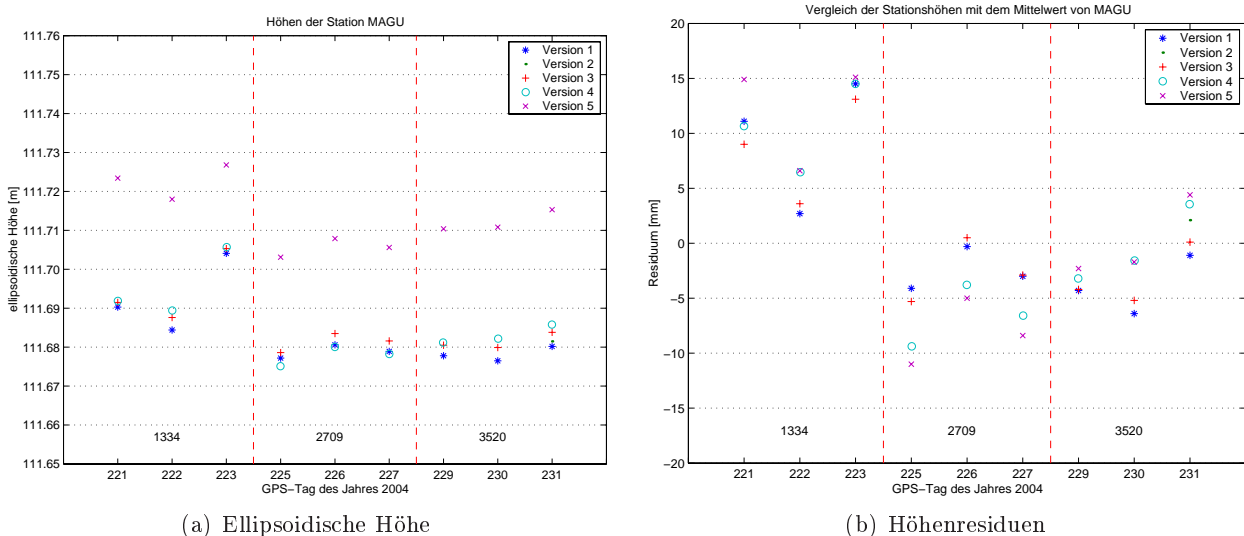 Höhen der Station MAGU
111.76
111.75
111.74
111.73
111.72
111.71
111.70
111.69
111.68
111.67
111.66
111.65
ellipsoidische Höhe [m]
Version 1
Version 2
Version 3
Version 4
Version 5
1334
2709
3520
221 222 223 225 226 227 229 230 231
GPS−Tag des Jahres 2004
(a) Ellipsoidische Höhe
Vergleich der Stationshöhen mit dem Mittelwert von MAGU
20
15
10
5
0
−5
−10
−15
−20
Residuum [mm]
Version 1
Version 2
Version 3
Version 4
Version 5
1334
2709
3520
221 222 223 225 226 227 229 230 231
GPS−Tag des Jahres 2004
(b) Höhenresiduen